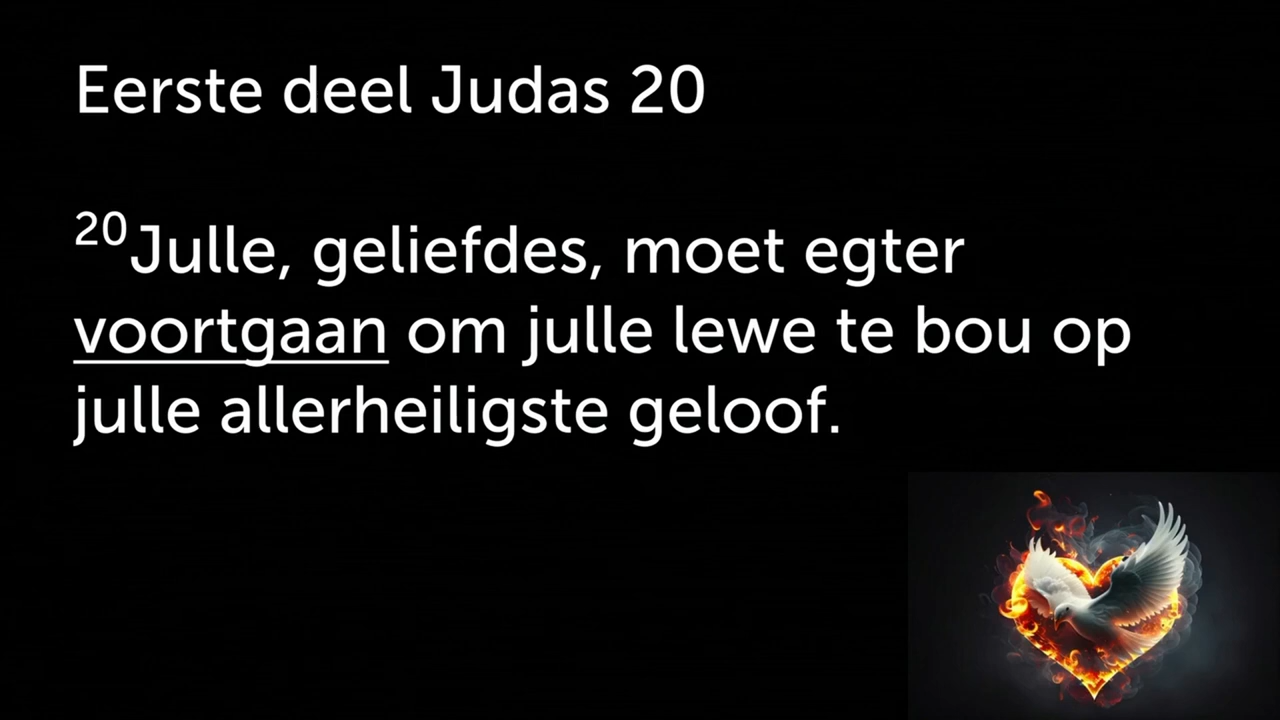 Eerste deel Judas 20
20Julle, geliefdes, moet egter
voortgaan om julle lewe te bou op
julle allerheiligste geloof.